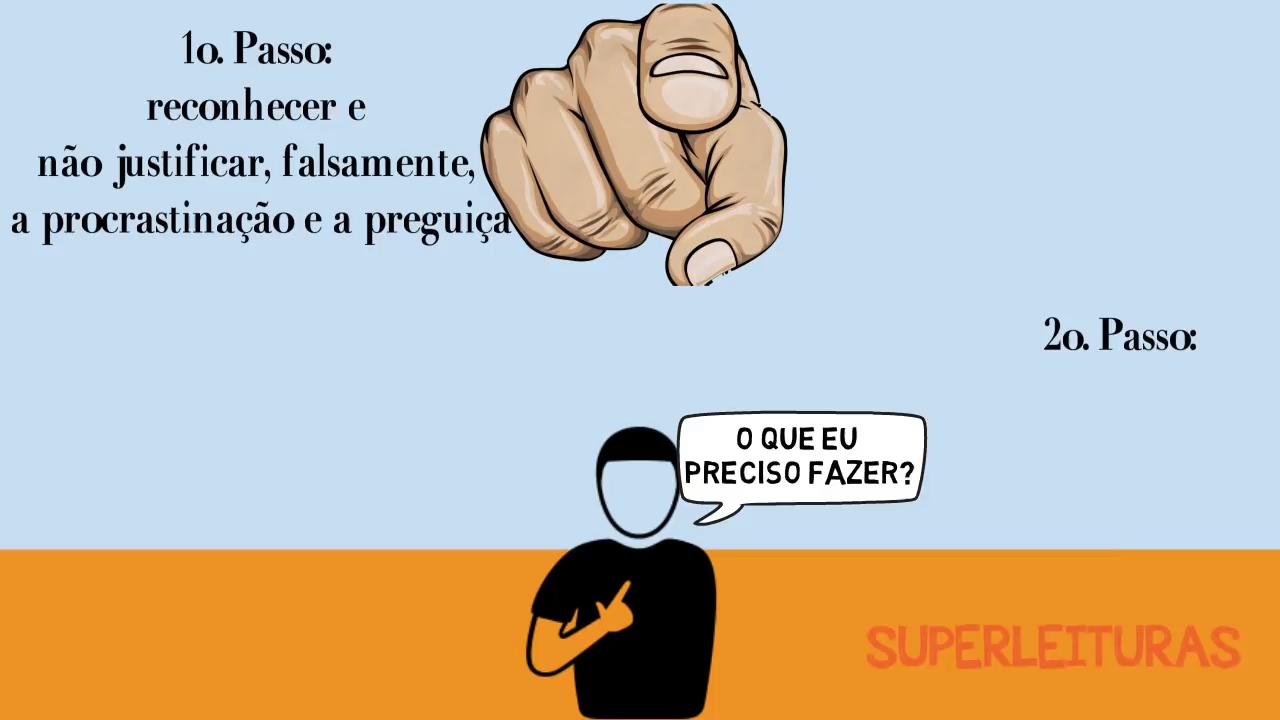 1o. Passo:
reconhecer e
não justificar, falsamente,
a procrastinação e a preguiça
2o. Passo:
O QUE EU
PRECISO FAZER?
SUPERLEITURAS